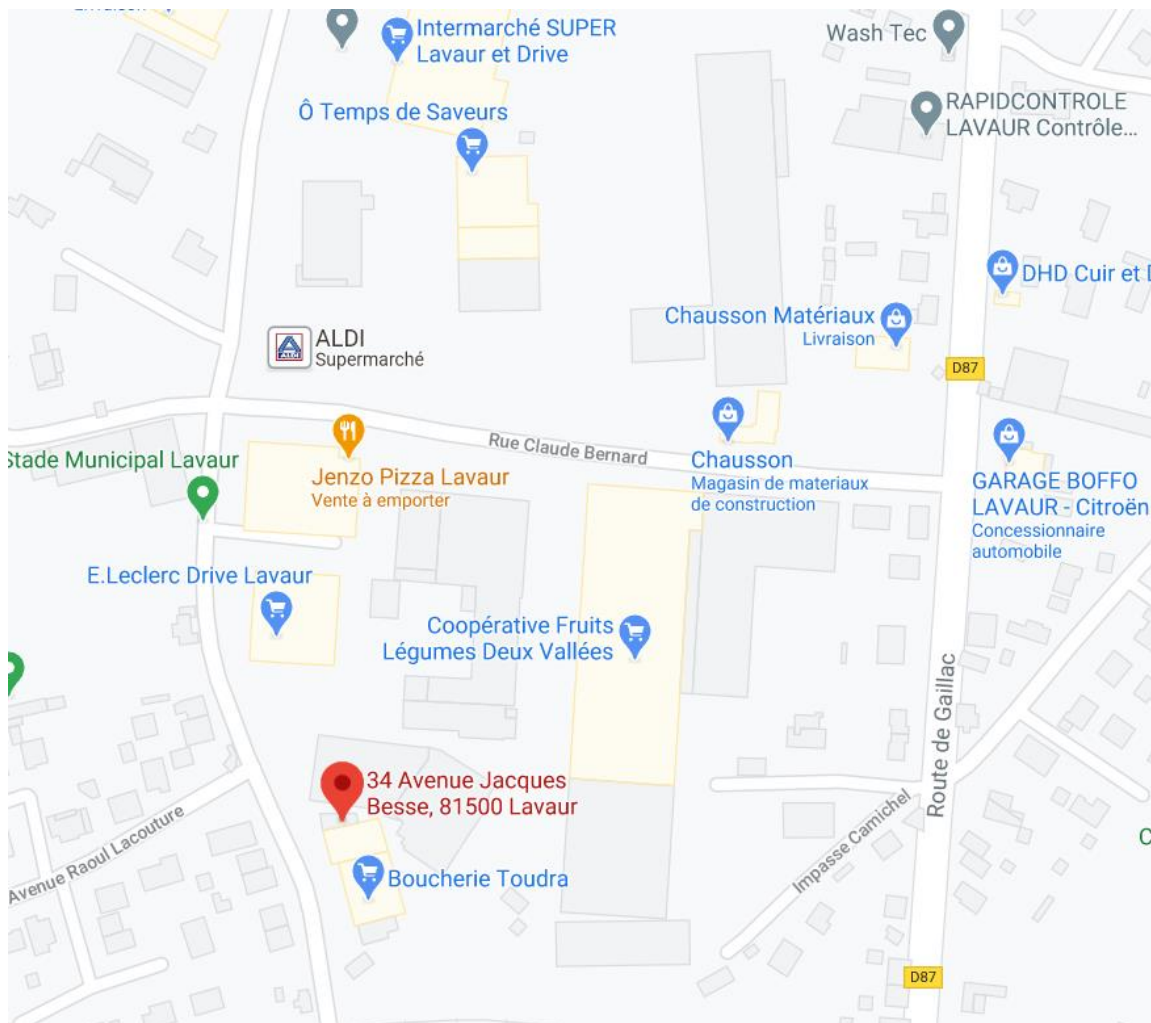 Intermarché SUPER
Lavaur et Drive
Wash Tec
Ô Temps de Saveurs
RAPIDCONTROLE
LAVAUR Contrôle...
DHD Cuir et
Chausson Matériaux
Livraison
ALDI
ALDI
Supermarché
D87
Rue Claude Bernard
Stade Municipal Lavaur
Jenzo Pizza Lavaur
Vente à emporter
Chausson
Magasin de materiaux
de construction
GARAGE BOFFO
LAVAUR - Citroën
Concessionnaire
automobile
E.Leclerc Drive Lavaur
Coopérative Fruits
Légumes Deux Vallées
Route de Gaillac
34 Avenue Jacques
Besse, 81500 Lavaur
Impasse Camichel
Avenue Raoul Lacouture
Boucherie Toudra
D87